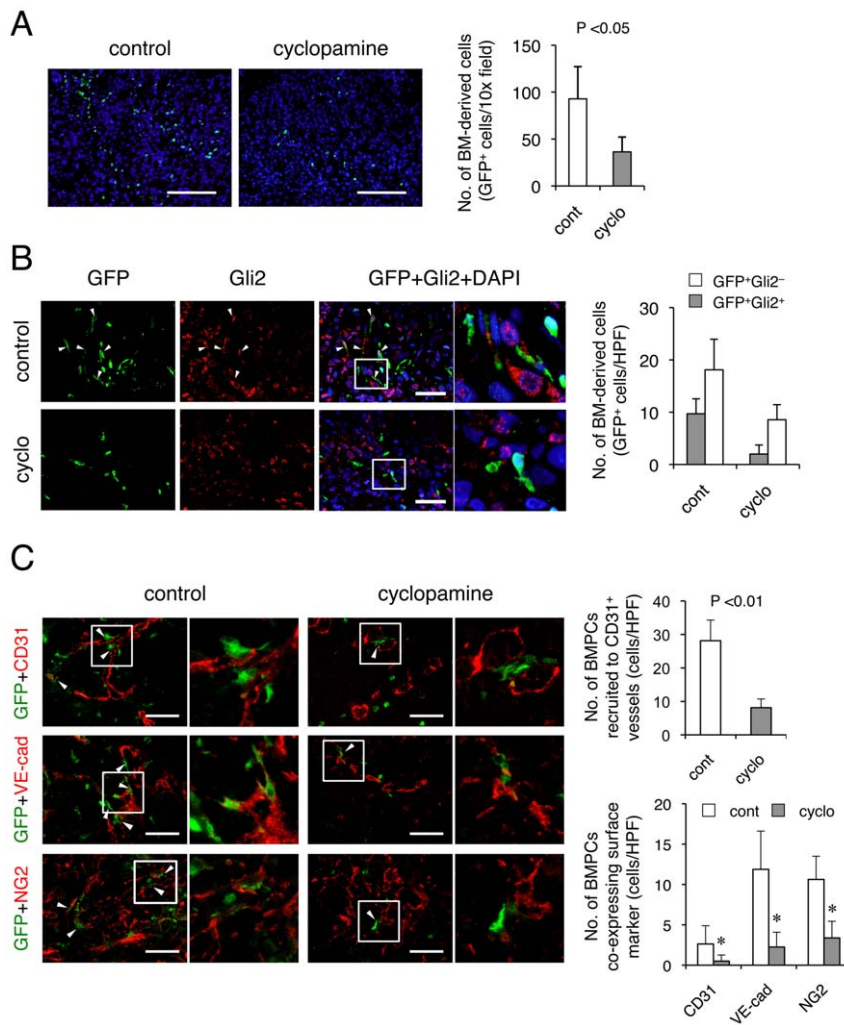 A
control
cyclopamine
No. of BM-derived cells
(GFP⁺ cells/10x field)
P <0.05
150
100
50
0
cont
cyclo
B
GFP
Gli2
GFP+Gli2+DAPI
control
cyclo
No. of BM-derived cells
(GFP⁺ cells/HPF)
GFP⁺Gli2⁻
GFP⁺Gli2⁺
30
20
10
0
cont
cyclo
C
control
cyclopamine
GFP+CD31
GFP+VE-cad
GFP+NG2
No. of BMPCs
recruited to CD31⁺
vessels (cells/HPF)
P <0.01
40
30
20
10
0
cont
cyclo
No. of BMPCs
co-expressing surface
marker (cells/HPF)
cont
cyclo
20
15
10
5
0
*
*
*
CD31
VE-cad
NG2